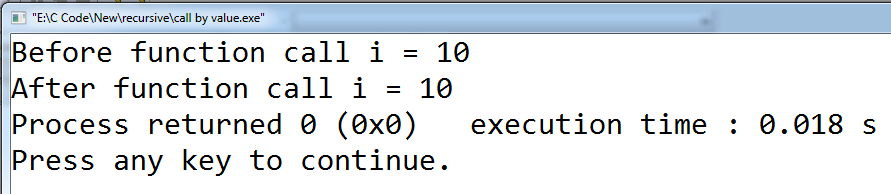 "E:\C Code\New\recursive\call by value.exe"
Before function call i = 10
After function call i = 10
Process returned 0 (0x0)   execution time : 0.018 s
Press any key to continue.